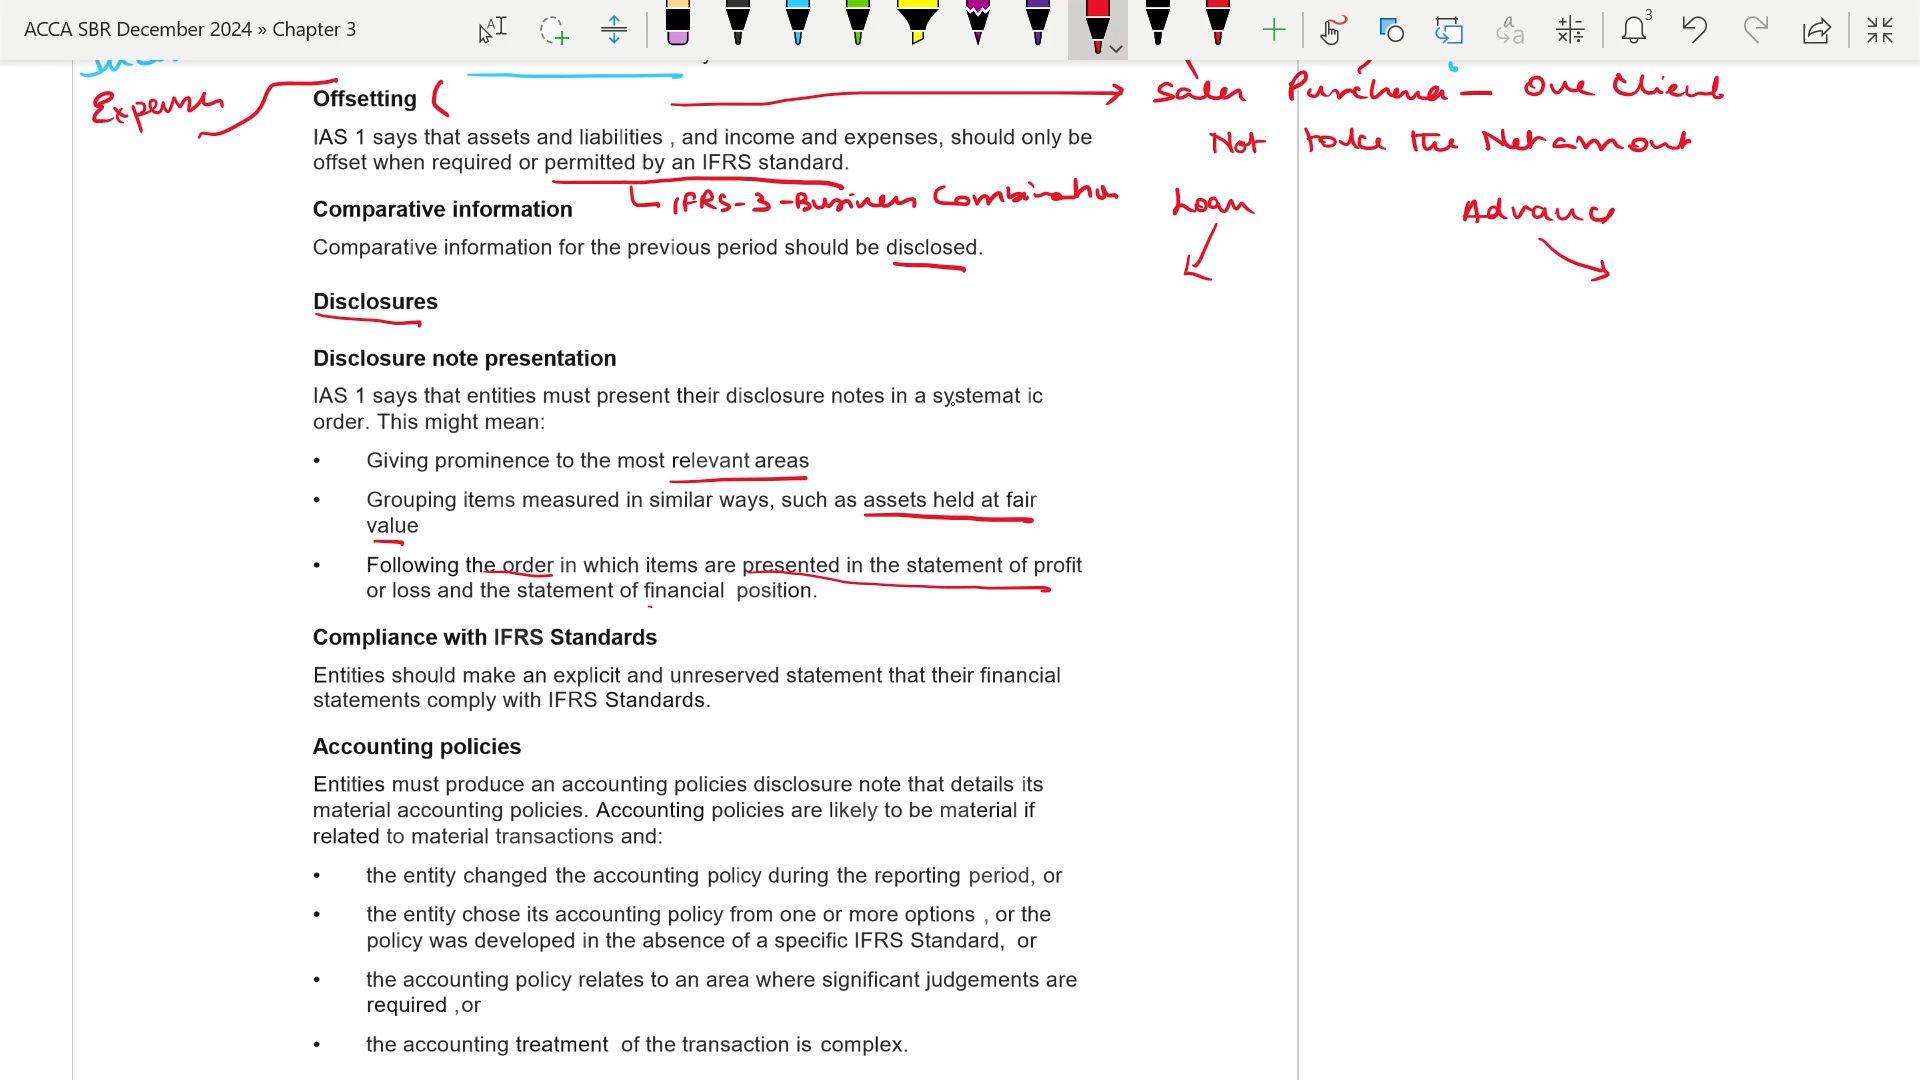 ACCA SBR December 2024 » Chapter 3
3
Expenses
Offsetting (
Sales Purchena — One Client
IAS 1 says that assets and liabilities , and income and expenses, should only be
offset when required or permitted by an IFRS standard.
Not take the Net amount
IFRS-3-Business Combination
Comparative information
Loan
Advance
Comparative information for the previous period should be disclosed.
Disclosures
Disclosure note presentation
IAS 1 says that entities must present their disclosure notes in a systemat ic
order. This might mean:
• Giving prominence to the most relevant areas
• Grouping items measured in similar ways, such as assets held at fair
value
• Following the order in which items are presented in the statement of profit
or loss and the statement of financial position.
Compliance with IFRS Standards
Entities should make an explicit and unreserved statement that their financial
statements comply with IFRS Standards.
Accounting policies
Entities must produce an accounting policies disclosure note that details its
material accounting policies. Accounting policies are likely to be material if
related to material transactions and:
• the entity changed the accounting policy during the reporting period, or
• the entity chose its accounting policy from one or more options , or the
policy was developed in the absence of a specific IFRS Standard, or
• the accounting policy relates to an area where significant judgements are
required ,or
• the accounting treatment of the transaction is complex.